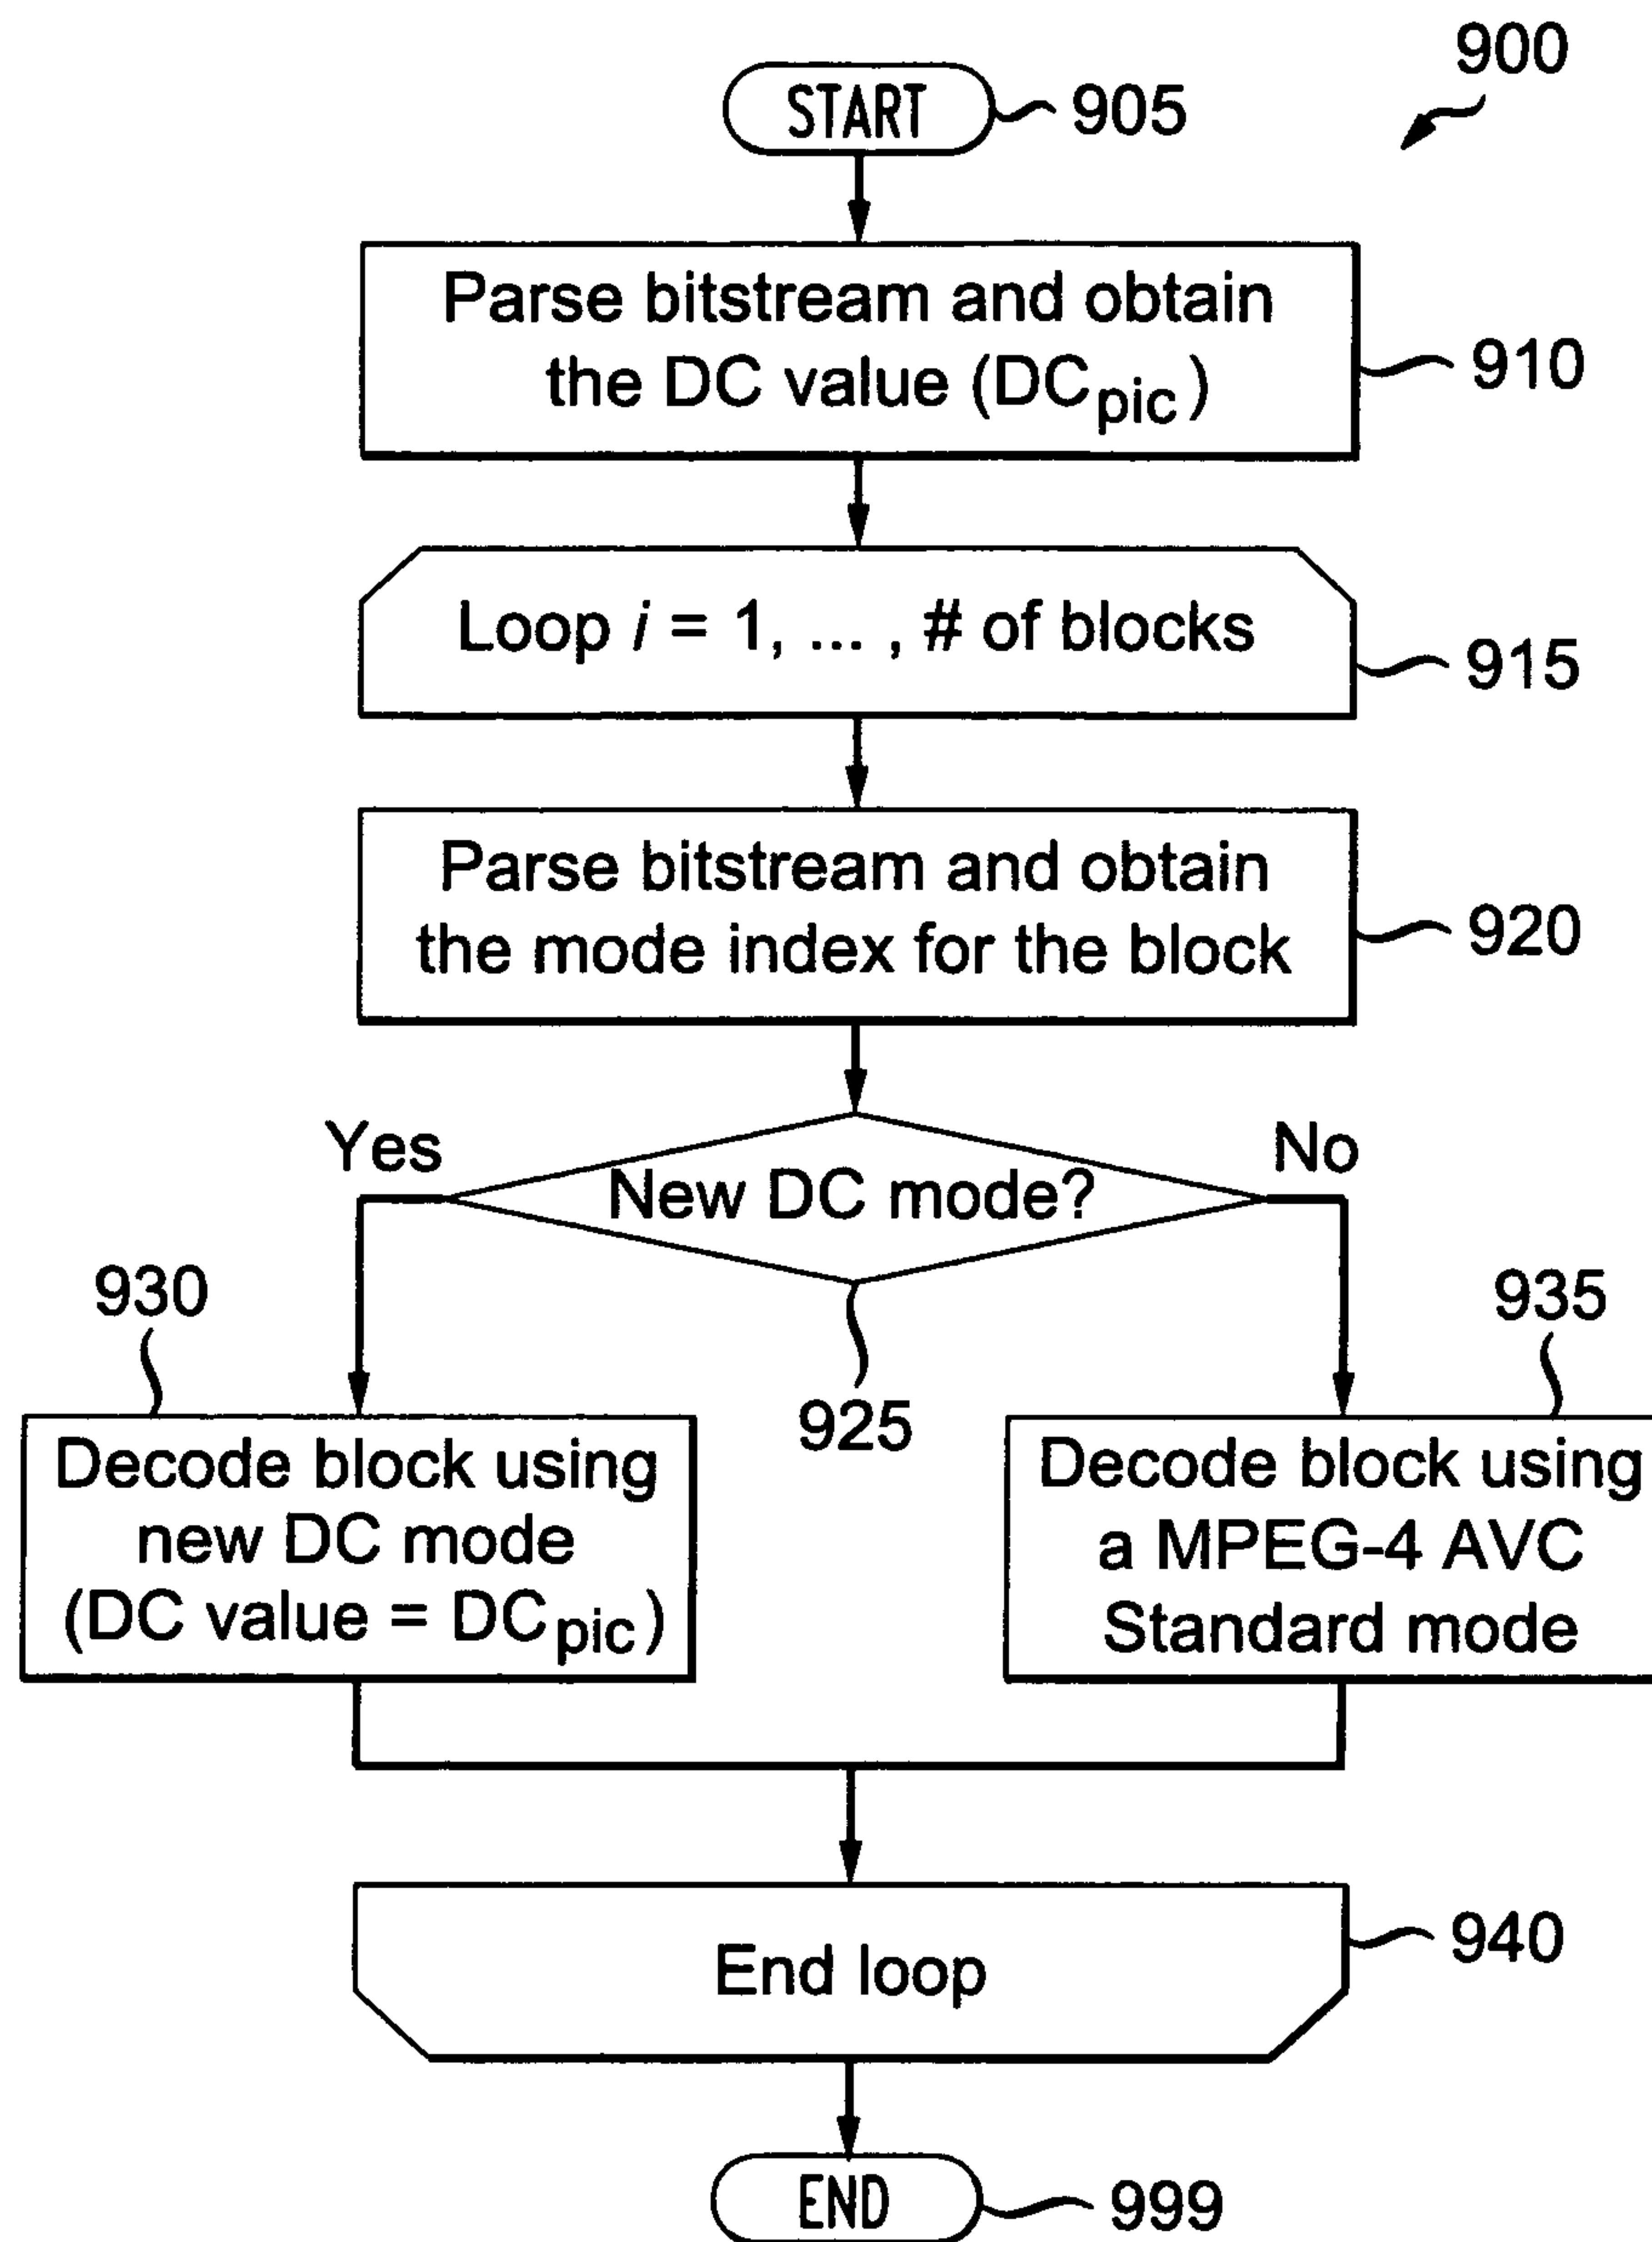 900
START
905
Parse bitstream and obtain
the DC value (DCpic)
910
Loop i = 1, ... , # of blocks
915
Parse bitstream and obtain
the mode index for the block
920
Yes
New DC mode?
No
925
930
Decode block using
new DC mode
(DC value = DCpic)
935
Decode block using
a MPEG-4 AVC
Standard mode
End loop
940
END
999